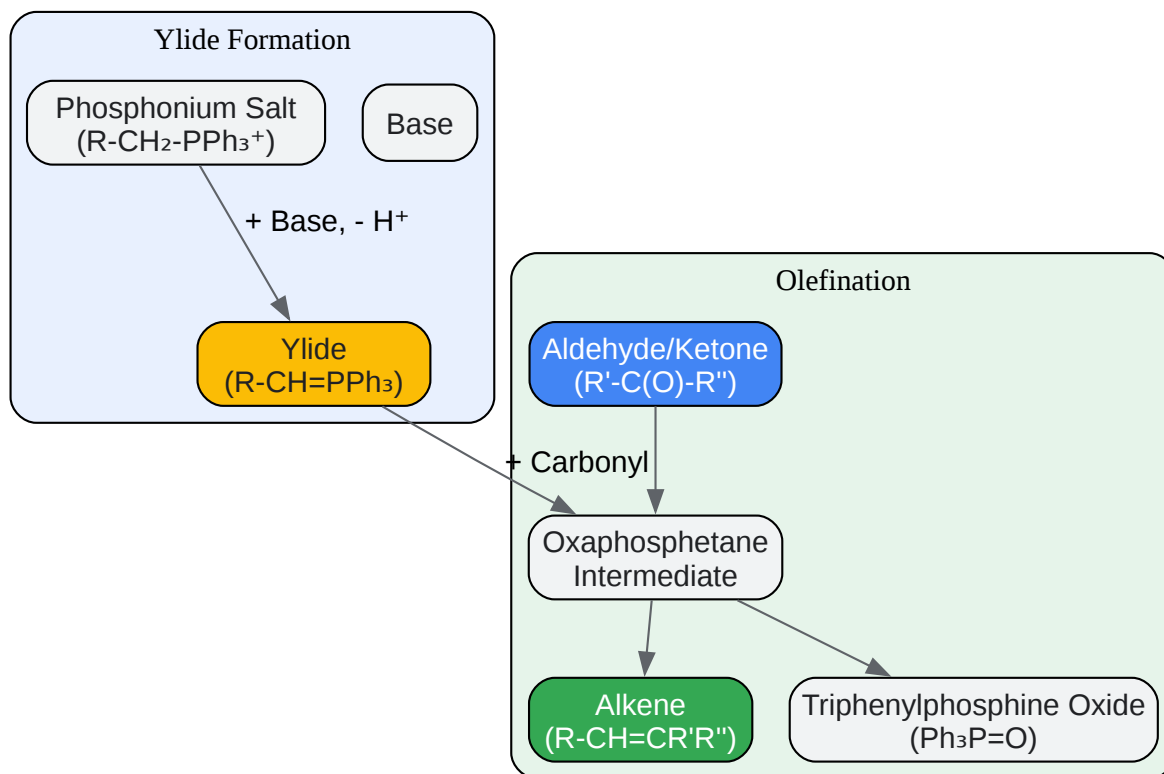 Ylide Formation
Phosphonium Salt
(R-CH₂-PPh₃⁺)
Base
+ Base, - H⁺
Ylide
(R-CH=PPh₃)
Olefination
Aldehyde/Ketone
(R'-C(O)-R")
+ Carbonyl
Oxaphosphetane
Intermediate
Alkene
(R-CH=CR'R")
Triphenylphosphine Oxide
(Ph₃P=O)